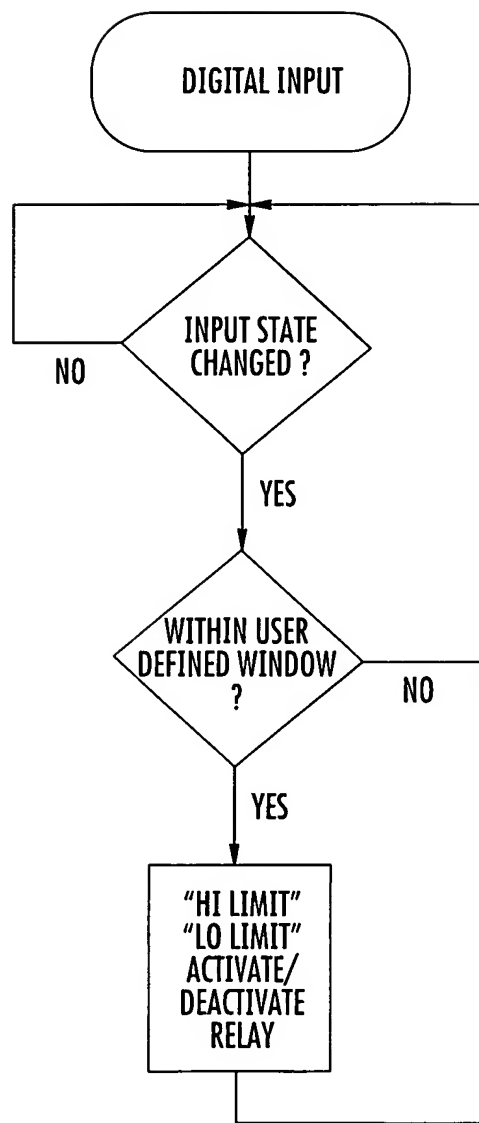 DIGITAL INPUT
INPUT STATE
CHANGED ?
NO
YES
WITHIN USER
DEFINED WINDOW
?
NO
YES
“HI LIMIT”
“LO LIMIT”
ACTIVATE/
DEACTIVATE
RELAY